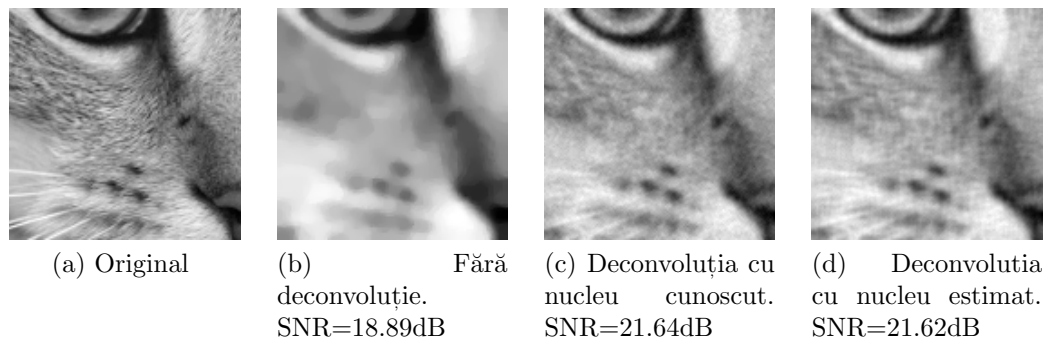 (a) Original
(b) Fără
deconvoluție.
SNR=18.89dB
(c) Deconvoluția cu
nucleu cunoscut.
SNR=21.64dB
(d) Deconvolutia
cu nucleu estimat.
SNR=21.62dB